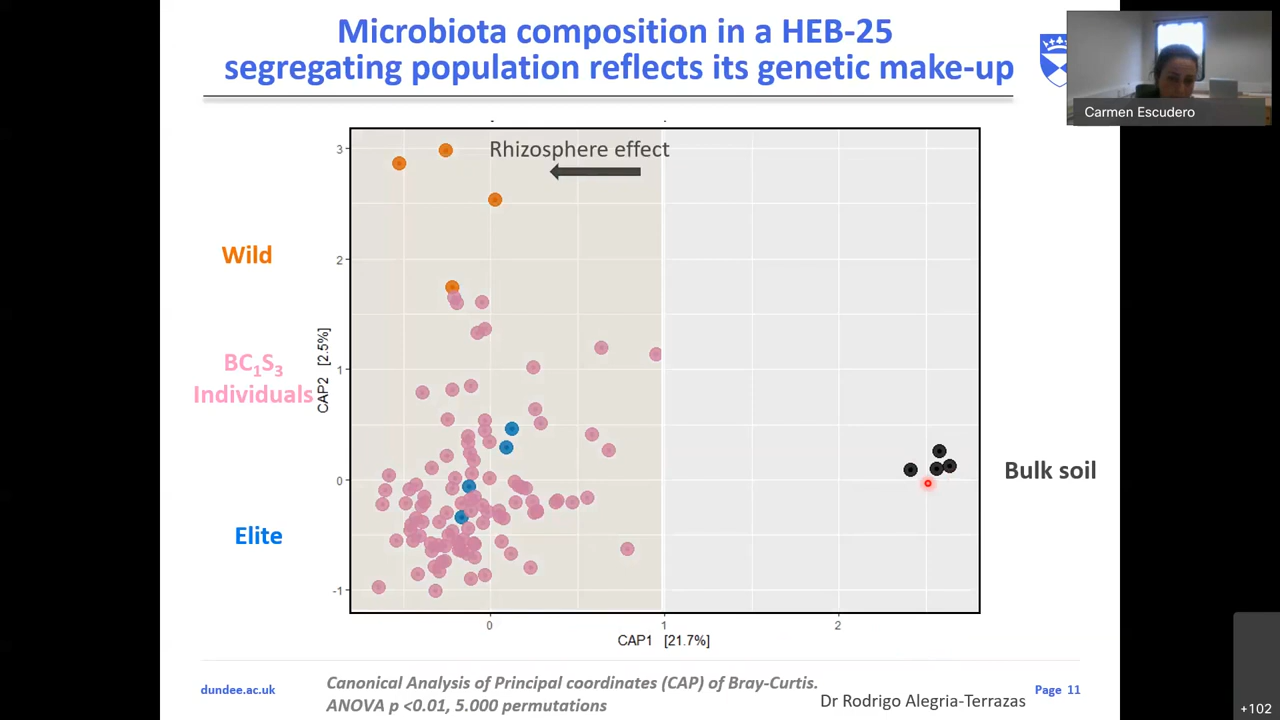 Microbiota composition in a HEB-25
segregating population reflects its genetic make-up
Carmen Escudero
Rhizosphere effect
Wild
BC1S3
Individuals
Elite
Bulk soil
3
2
1
0
-1
CAP2 [2.5%]
0
1
2
CAP1 [21.7%]
dundee.ac.uk
Canonical Analysis of Principal coordinates (CAP) of Bray-Curtis.
ANOVA p <0.01, 5.000 permutations
Dr Rodrigo Alegria-Terrazas
Page 11
+102